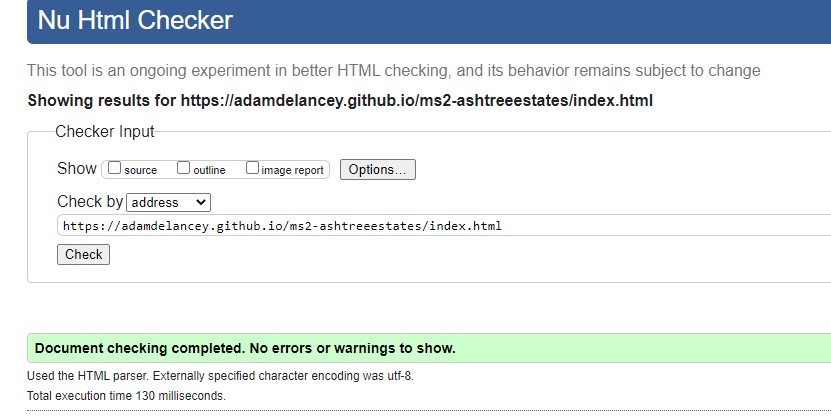 Nu Html Checker
This tool is an ongoing experiment in better HTML checking, and its behavior remains subject to change
Showing results for https://adamdelancey.github.io/ms2-ashtreeestates/index.html
Checker Input
Show source outline image report Options...
Check by address
https://adamdelancey.github.io/ms2-ashtreeestates/index.html
Check
Document checking completed. No errors or warnings to show.
Used the HTML parser. Externally specified character encoding was utf-8.
Total execution time 130 milliseconds.